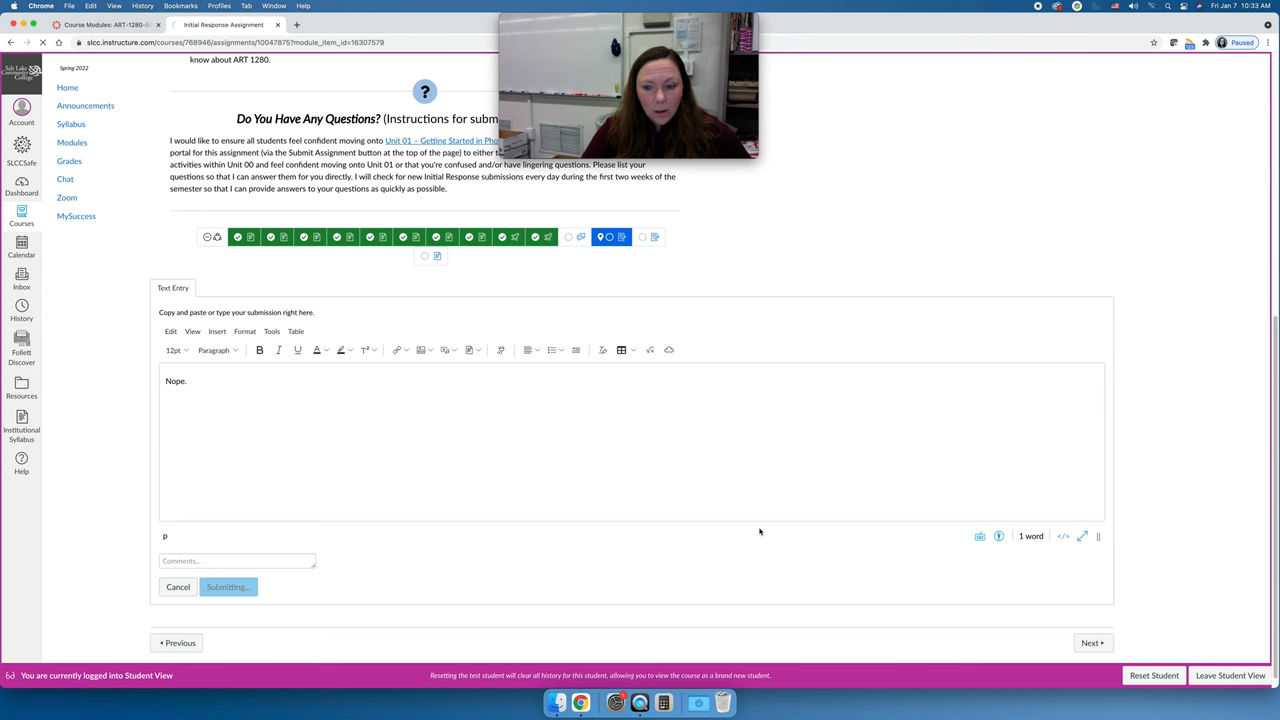 Chrome File Edit View History Bookmarks Profiles Tab Window Help
Fri Jan 7 10:33 AM
Course Modules: ART-1280-5
Initial Response Assignment
slcc.instructure.com/courses/768946/assignments/10047875?module_item_id=16307579
Paused
Salt Lake
Community
College
Account
SLCCSafe
Dashboard
Courses
Calendar
Inbox
History
Follett
Discover
Resources
Institutional
Syllabus
Help
Spring 2022
Home
Announcements
Syllabus
Modules
Grades
Chat
Zoom
MySuccess
know about ART 1280.
?
Do You Have Any Questions? (Instructions for subm
I would like to ensure all students feel confident moving onto Unit 01 – Getting Started in Pho
portal for this assignment (via the Submit Assignment button at the top of the page) to either t
activities within Unit 00 and feel confident moving onto Unit 01 or that you're confused and/or have lingering questions. Please list your
questions so that I can answer them for you directly. I will check for new Initial Response submissions every day during the first two weeks of the
semester so that I can provide answers to your questions as quickly as possible.
Text Entry
Copy and paste or type your submission right here.
Edit View Insert Format Tools Table
12pt Paragraph B I U A T²
Nope.
p
1 word </>
Comments...
Cancel Submitting...
Previous
Next
You are currently logged into Student View
Resetting the test student will clear all history for this student, allowing you to view the course as a brand new student.
Reset Student
Leave Student View